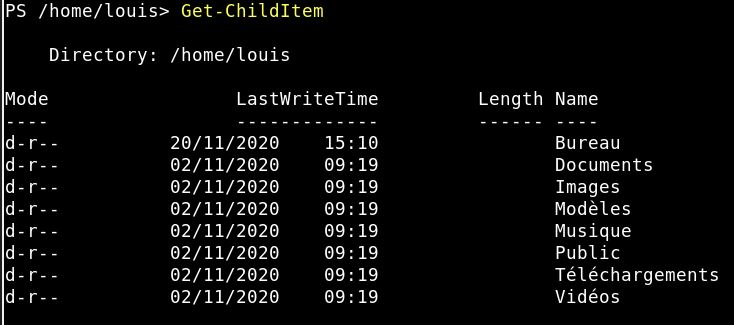 PS /home/louis> Get-ChildItem
Directory: /home/louis
Mode                 LastWriteTime         Length Name
----                 -------------         ------ ----
d-r--          20/11/2020    15:10                Bureau
d-r--          02/11/2020    09:19                Documents
d-r--          02/11/2020    09:19                Images
d-r--          02/11/2020    09:19                Modèles
d-r--          02/11/2020    09:19                Musique
d-r--          02/11/2020    09:19                Public
d-r--          02/11/2020    09:19                Téléchargements
d-r--          02/11/2020    09:19                Vidéos